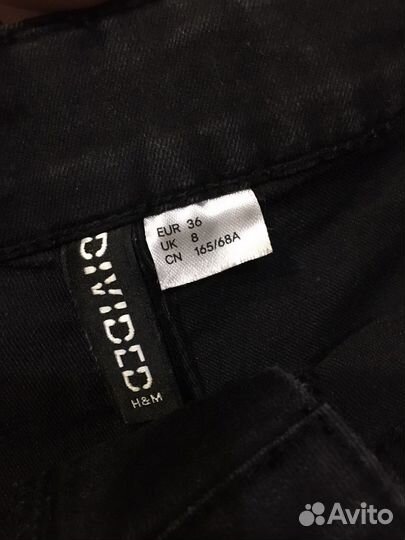 EUR 36
UK 8
CN 165/68A
DIVIDED
H&M
Avito